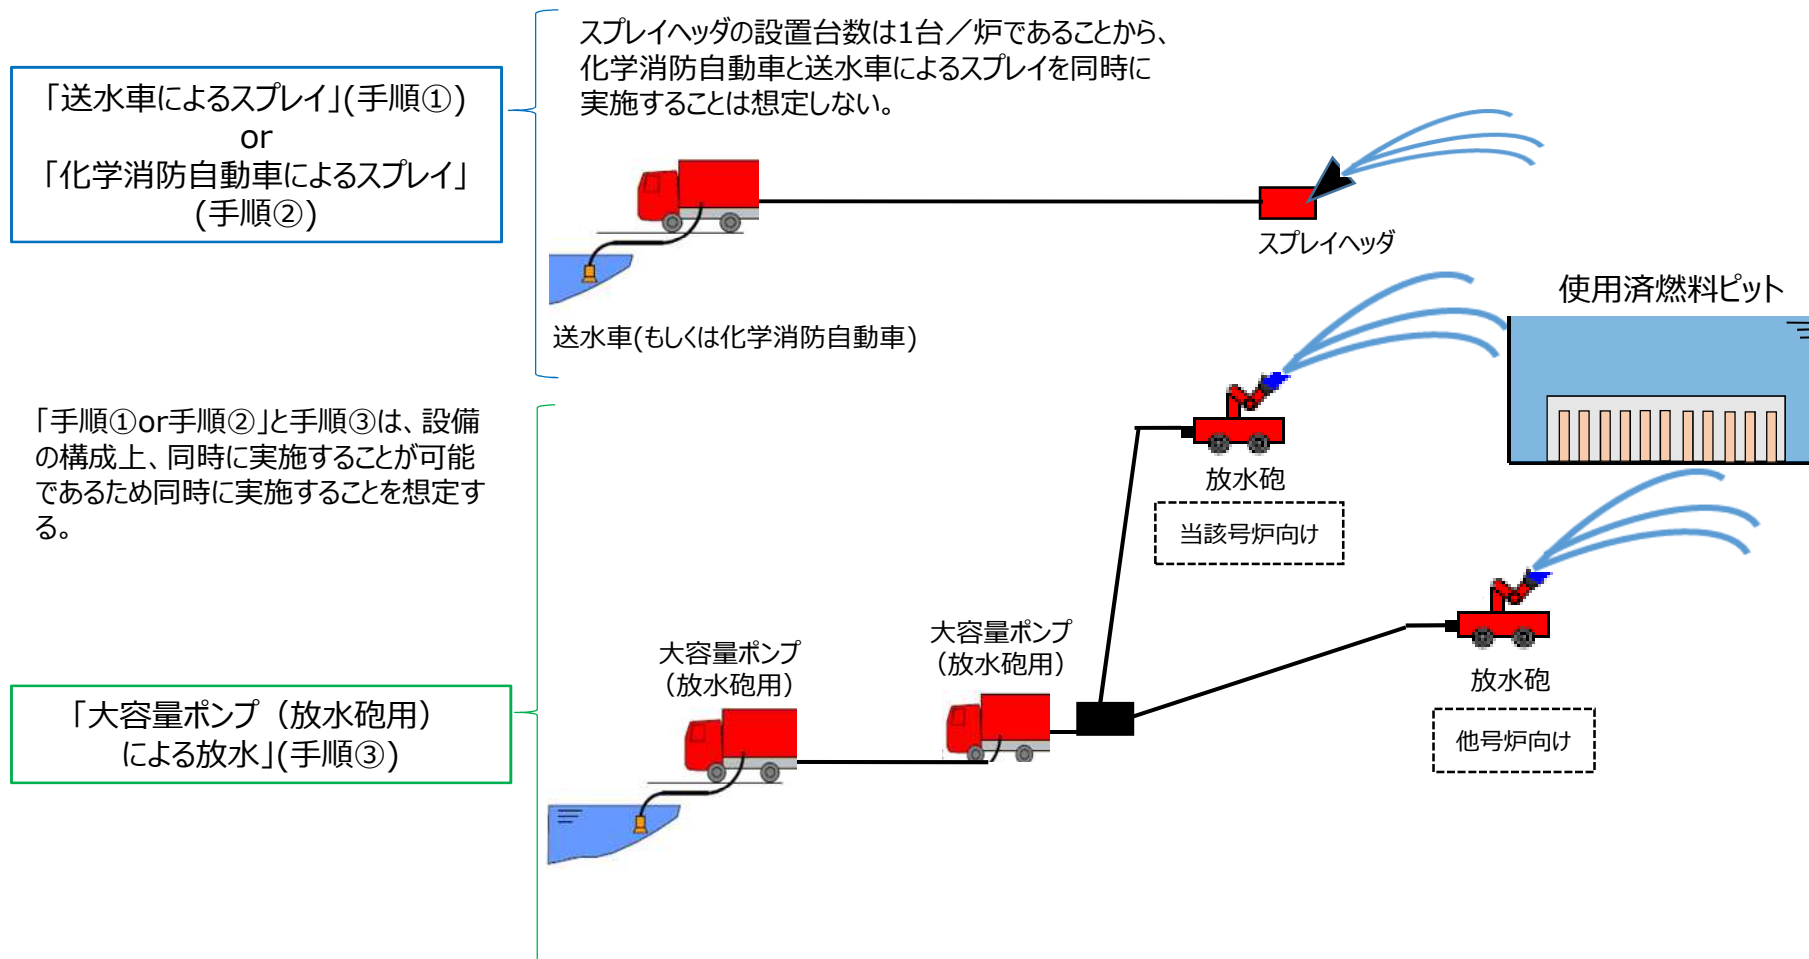 スプレイヘッダの設置台数は1台／炉であることから、
化学消防自動車と送水車によるスプレイを同時に
実施することは想定しない。
「送水車によるスプレイ」(手順①)
or
「化学消防自動車によるスプレイ」
(手順②)
スプレイヘッダ
使用済燃料ピット
送水車(もしくは化学消防自動車)
「手順①or手順②」と手順③は、設備
の構成上、同時に実施することが可能
であるため同時に実施することを想定す
る。
放水砲
当該号炉向け
大容量ポンプ
（放水砲用）
大容量ポンプ
（放水砲用）
放水砲
他号炉向け
「大容量ポンプ（放水砲用）
による放水」(手順③)